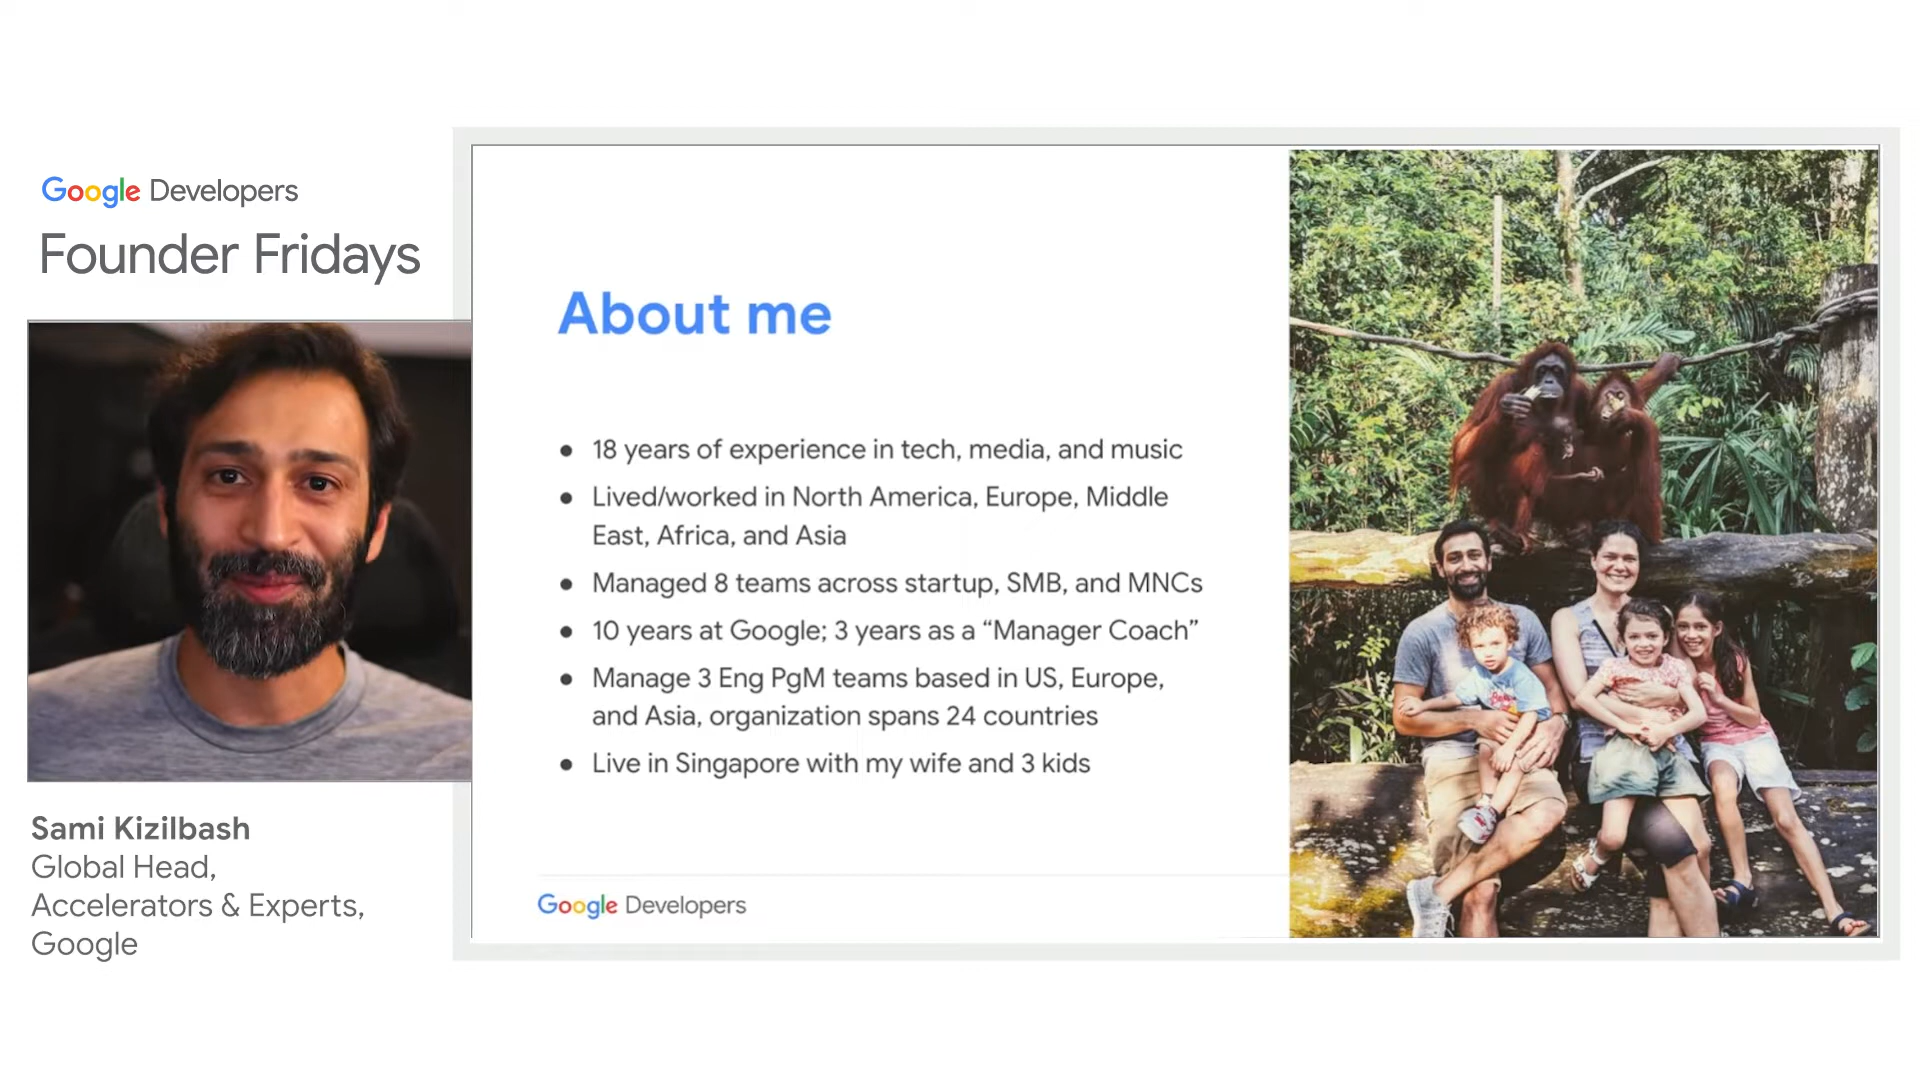 Google Developers
Founder Fridays
About me
● 18 years of experience in tech, media, and music
● Lived/worked in North America, Europe, Middle
East, Africa, and Asia
● Managed 8 teams across startup, SMB, and MNCs
● 10 years at Google; 3 years as a “Manager Coach”
● Manage 3 Eng PgM teams based in US, Europe,
and Asia, organization spans 24 countries
● Live in Singapore with my wife and 3 kids
Google Developers
Sami Kizilbash
Global Head,
Accelerators & Experts,
Google